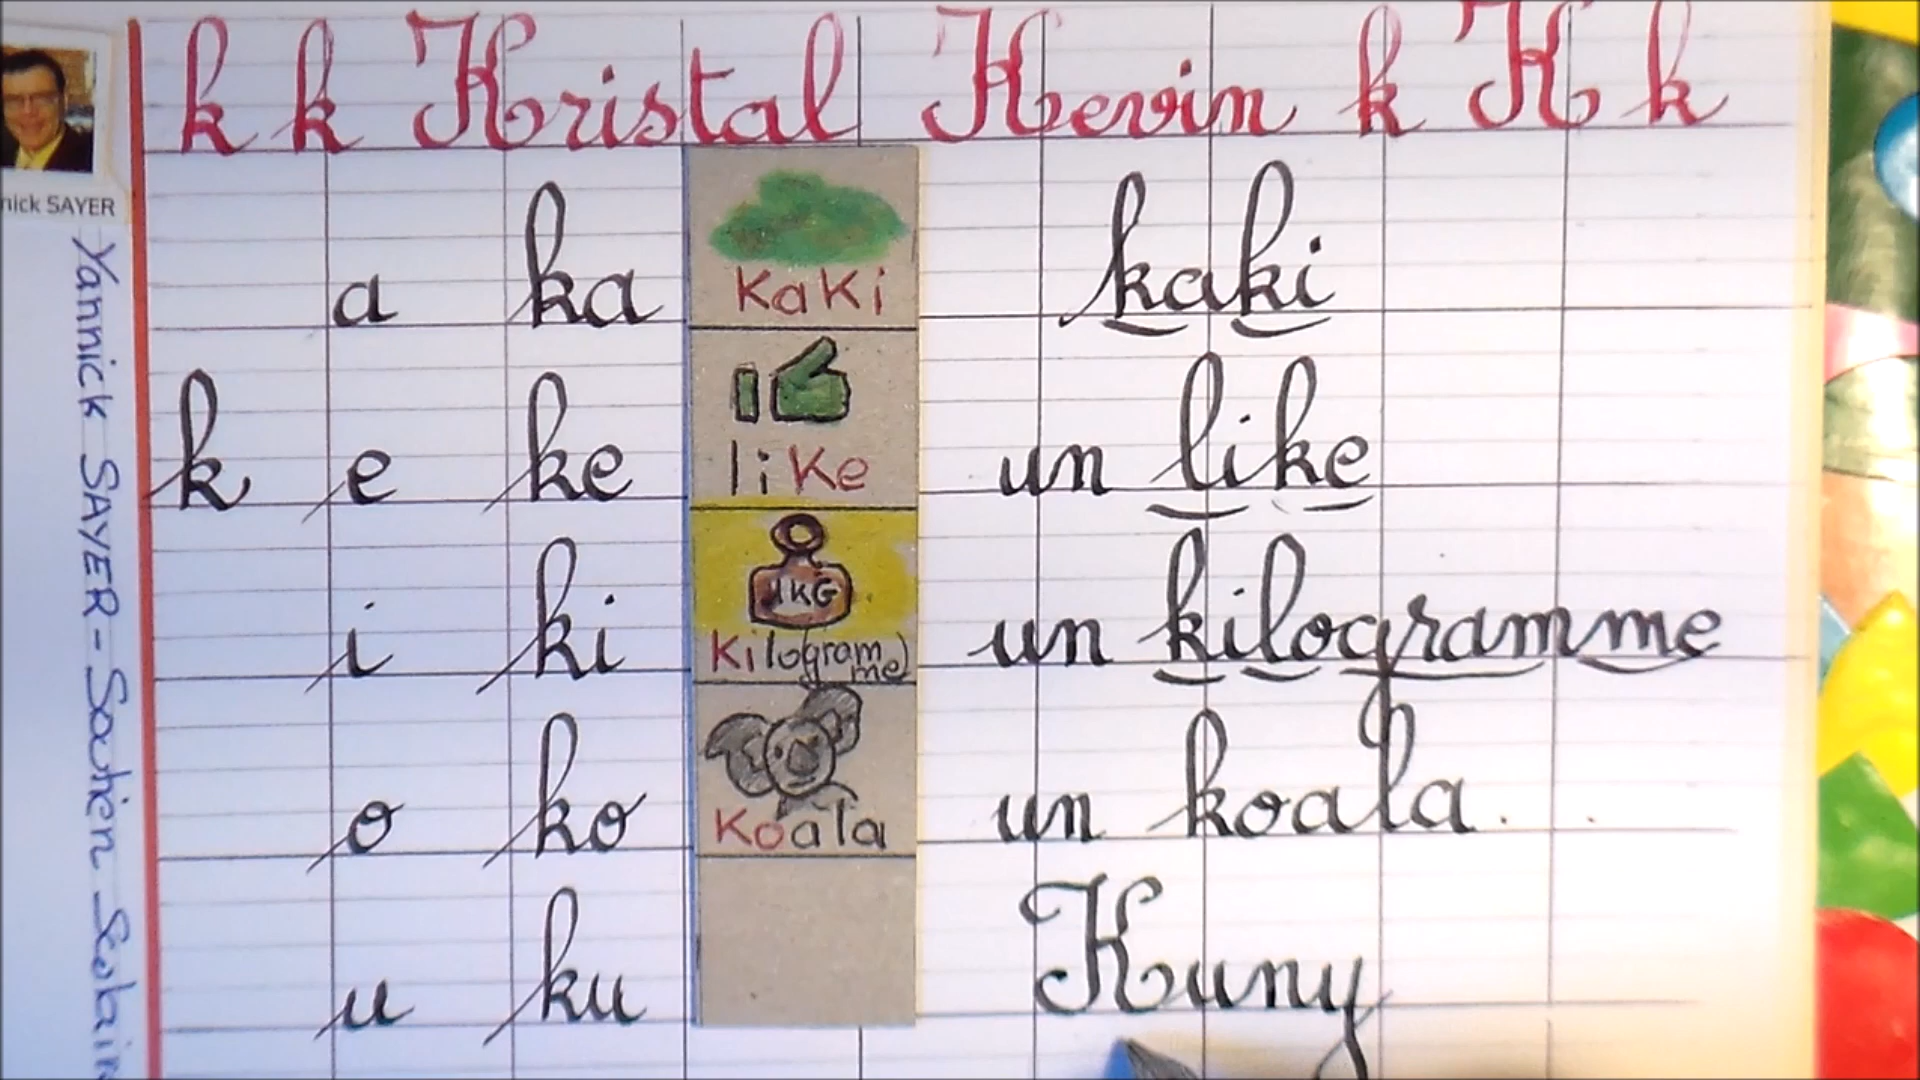 k k Kristal Kevin k K k
nick SAYER
Yannick SAYER - Soutien Scolaire
a ka KaKi kaki
k e ke liKe un like
i ki 1KG Kilogramme un kilogramme
o ko Koala un koala.
u ku Kuny